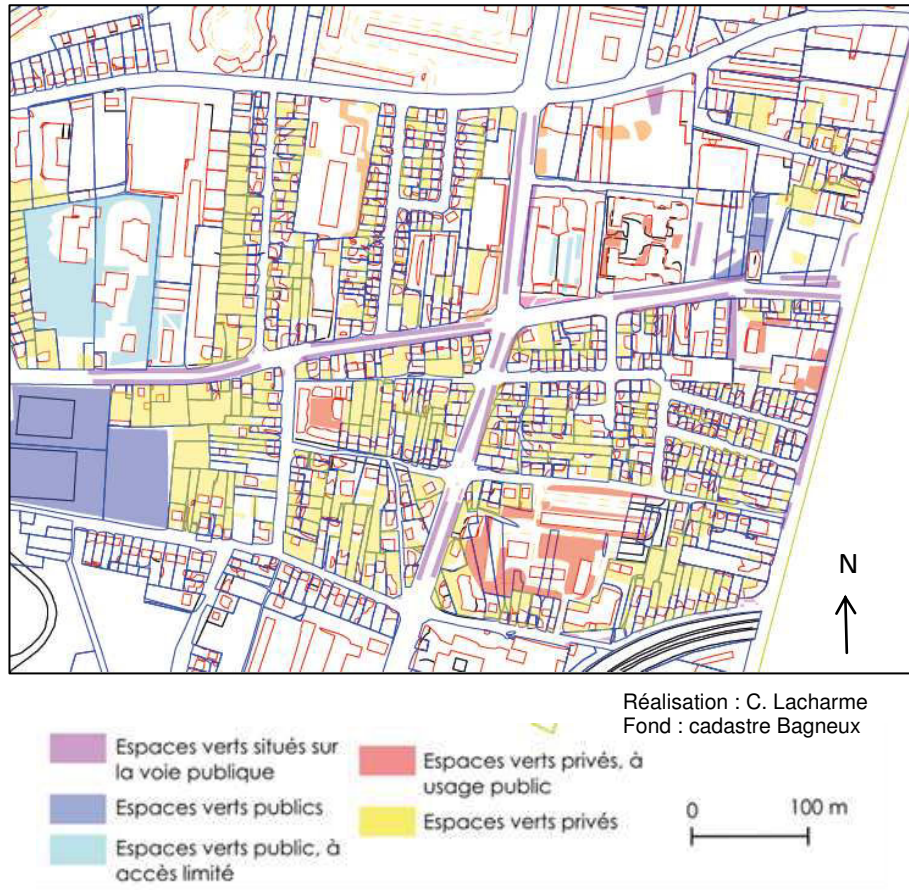 N
Réalisation : C. Lacharme
Fond : cadastre Bagneux
Espaces verts situés sur
la voie publique
Espaces verts publics
Espaces verts public, à
accès limité
Espaces verts privés, à
usage public
Espaces verts privés
0 100 m